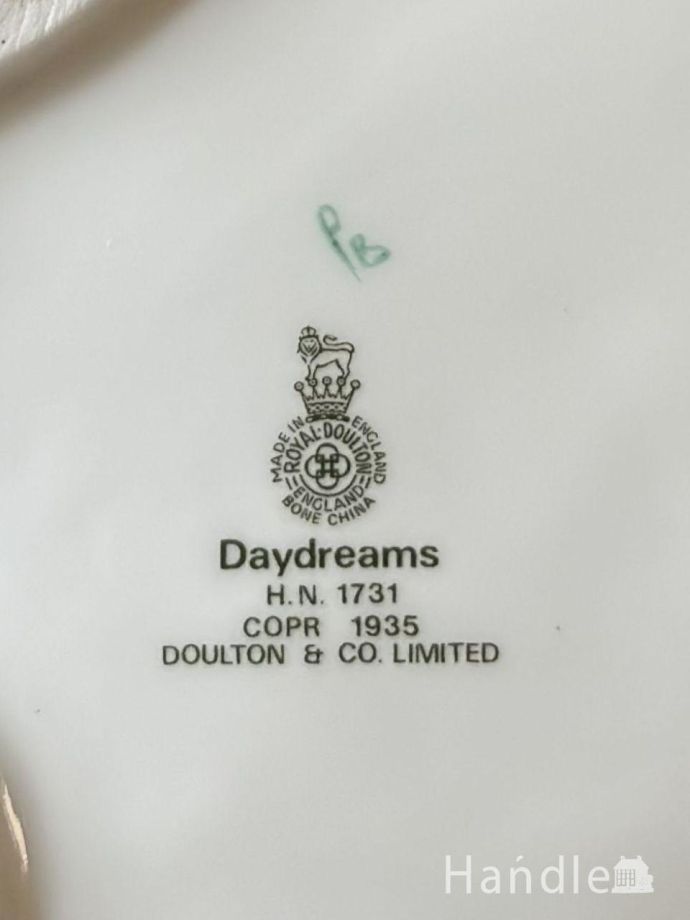 PB
MADE IN ENGLAND
ROYAL·DOULTON
ENGLAND
BONE CHINA
Daydreams
H.N. 1731
COPR 1935
DOULTON & CO. LIMITED
Handle